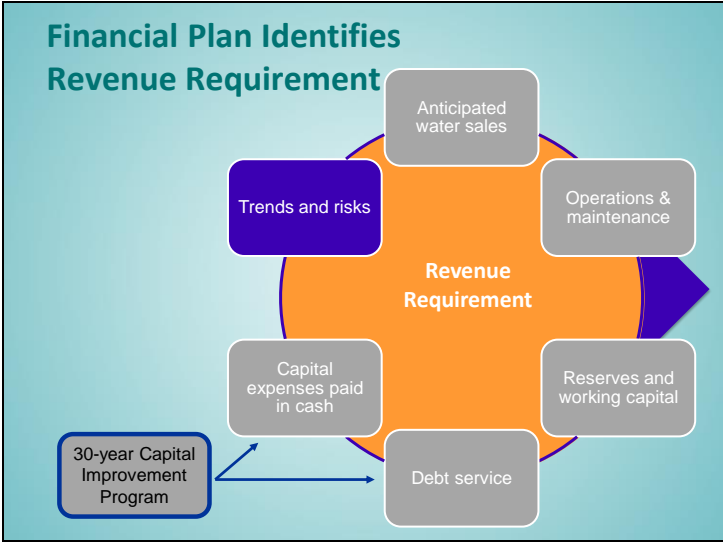 Financial Plan Identifies
Revenue Requirement
Anticipated
water sales
Trends and risks
Operations &
maintenance
Revenue
Requirement
Capital
expenses paid
in cash
Reserves and
working capital
30-year Capital
Improvement
Program
Debt service